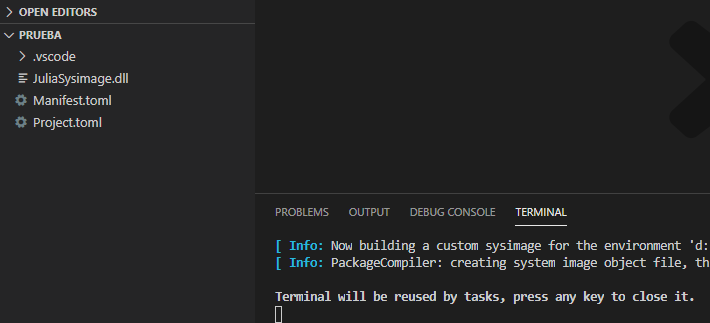 OPEN EDITORS
PRUEBA
.vscode
JuliaSysimage.dll
Manifest.toml
Project.toml
PROBLEMS OUTPUT DEBUG CONSOLE TERMINAL
[ Info: Now building a custom sysimage for the environment 'd:
[ Info: PackageCompiler: creating system image object file, th
Terminal will be reused by tasks, press any key to close it.